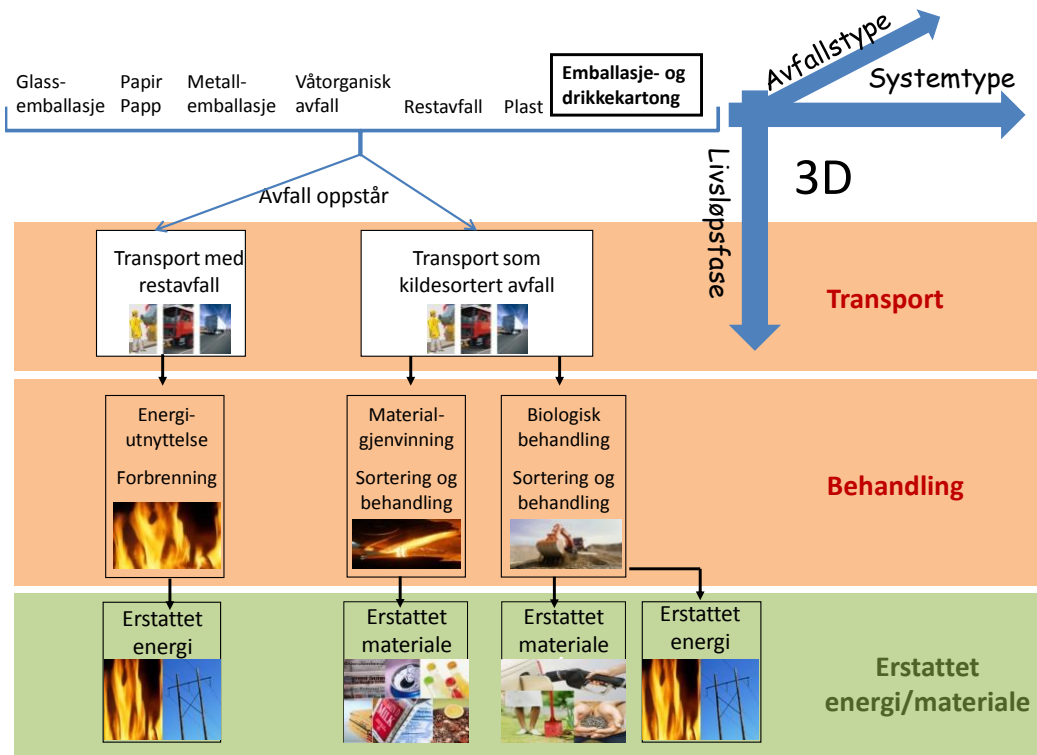 Glass-
emballasje
Papir
Papp
Metall-
emballasje
Våtorganisk
avfall
Restavfall
Plast
Emballasje- og
drikkekartong
Avfallstype
Systemtype
Livsløpsfase
3D
Avfall oppstår
Transport med
restavfall
Transport som
kildesortert avfall
Transport
Energi-
utnyttelse
Forbrenning
Material-
gjenvinning
Sortering og
behandling
Biologisk
behandling
Sortering og
behandling
Behandling
Erstattet
energi
Erstattet
materiale
Erstattet
materiale
Erstattet
energi
Erstattet
energi/materiale